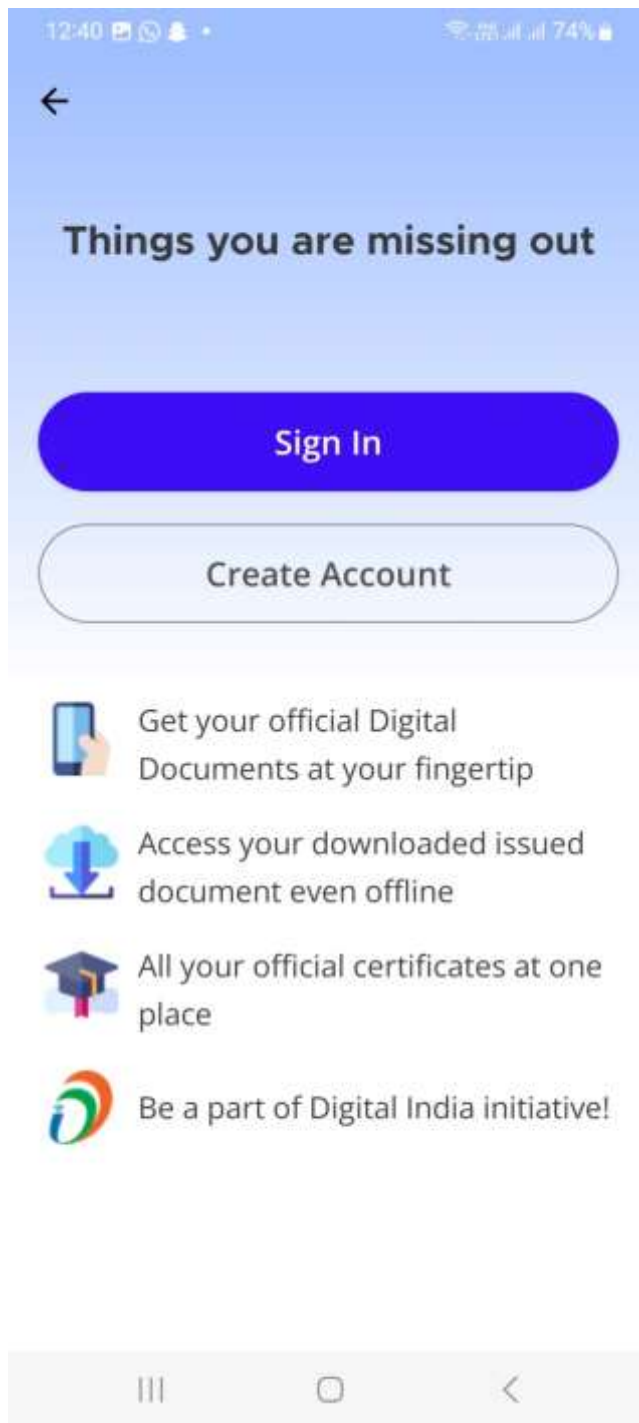 12:40
74%
Things you are missing out
Sign In
Create Account
Get your official Digital
Documents at your fingertip
Access your downloaded issued
document even offline
All your official certificates at one
place
Be a part of Digital India initiative!